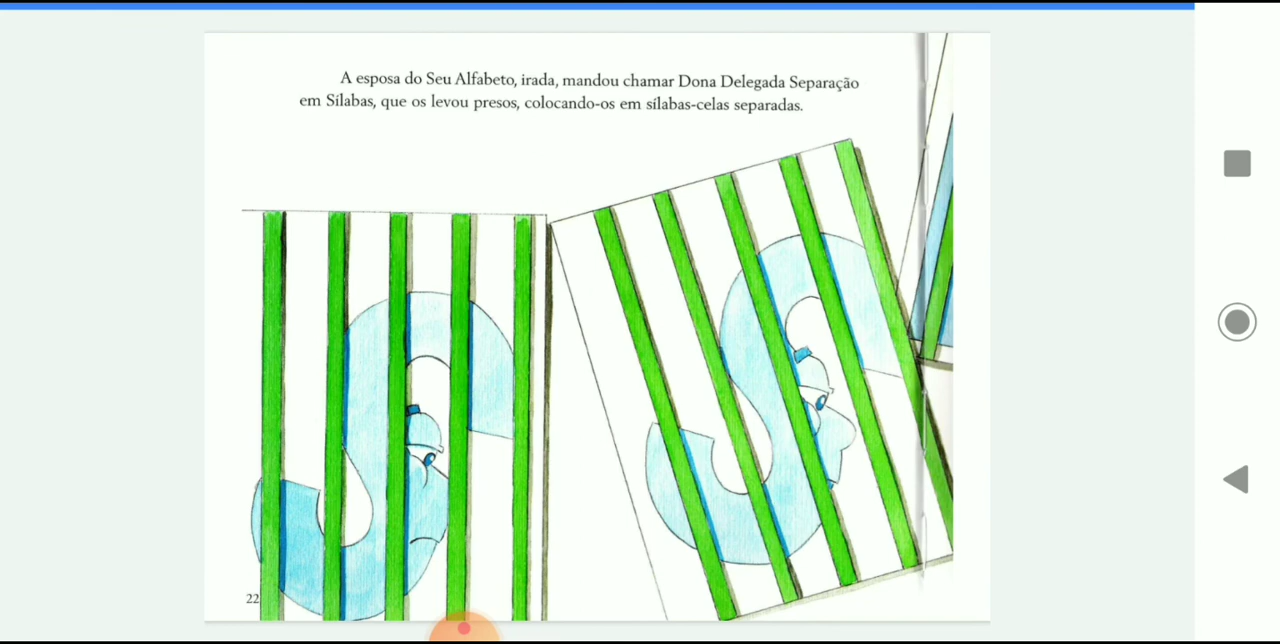 A esposa do Seu Alfabeto, irada, mandou chamar Dona Delegada Separação
em Sílabas, que os levou presos, colocando-os em sílabas-celas separadas.
22